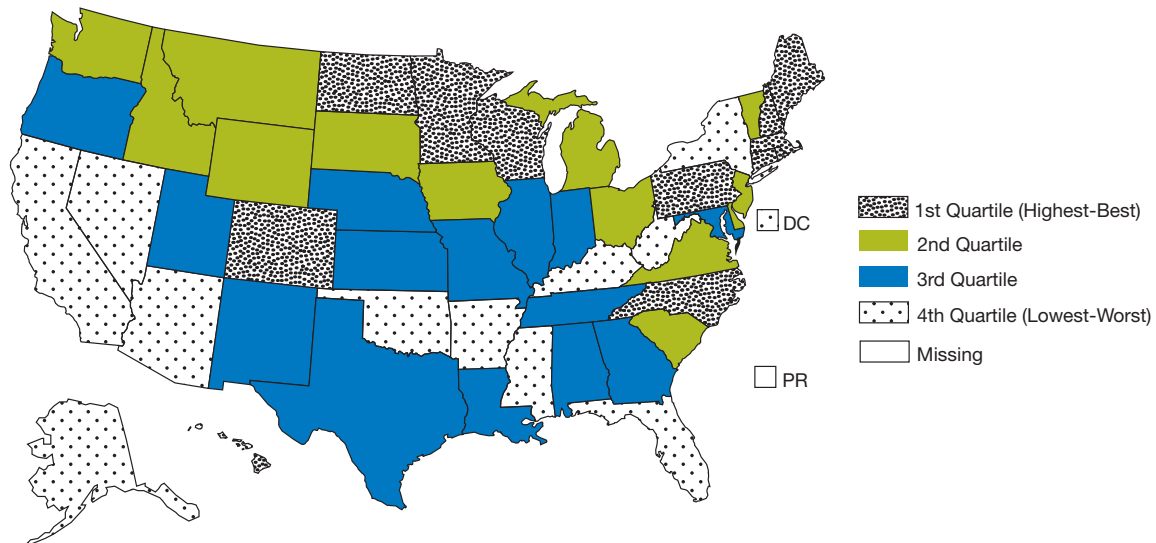 DC
1st Quartile (Highest-Best)
2nd Quartile
3rd Quartile
4th Quartile (Lowest-Worst)
Missing
PR